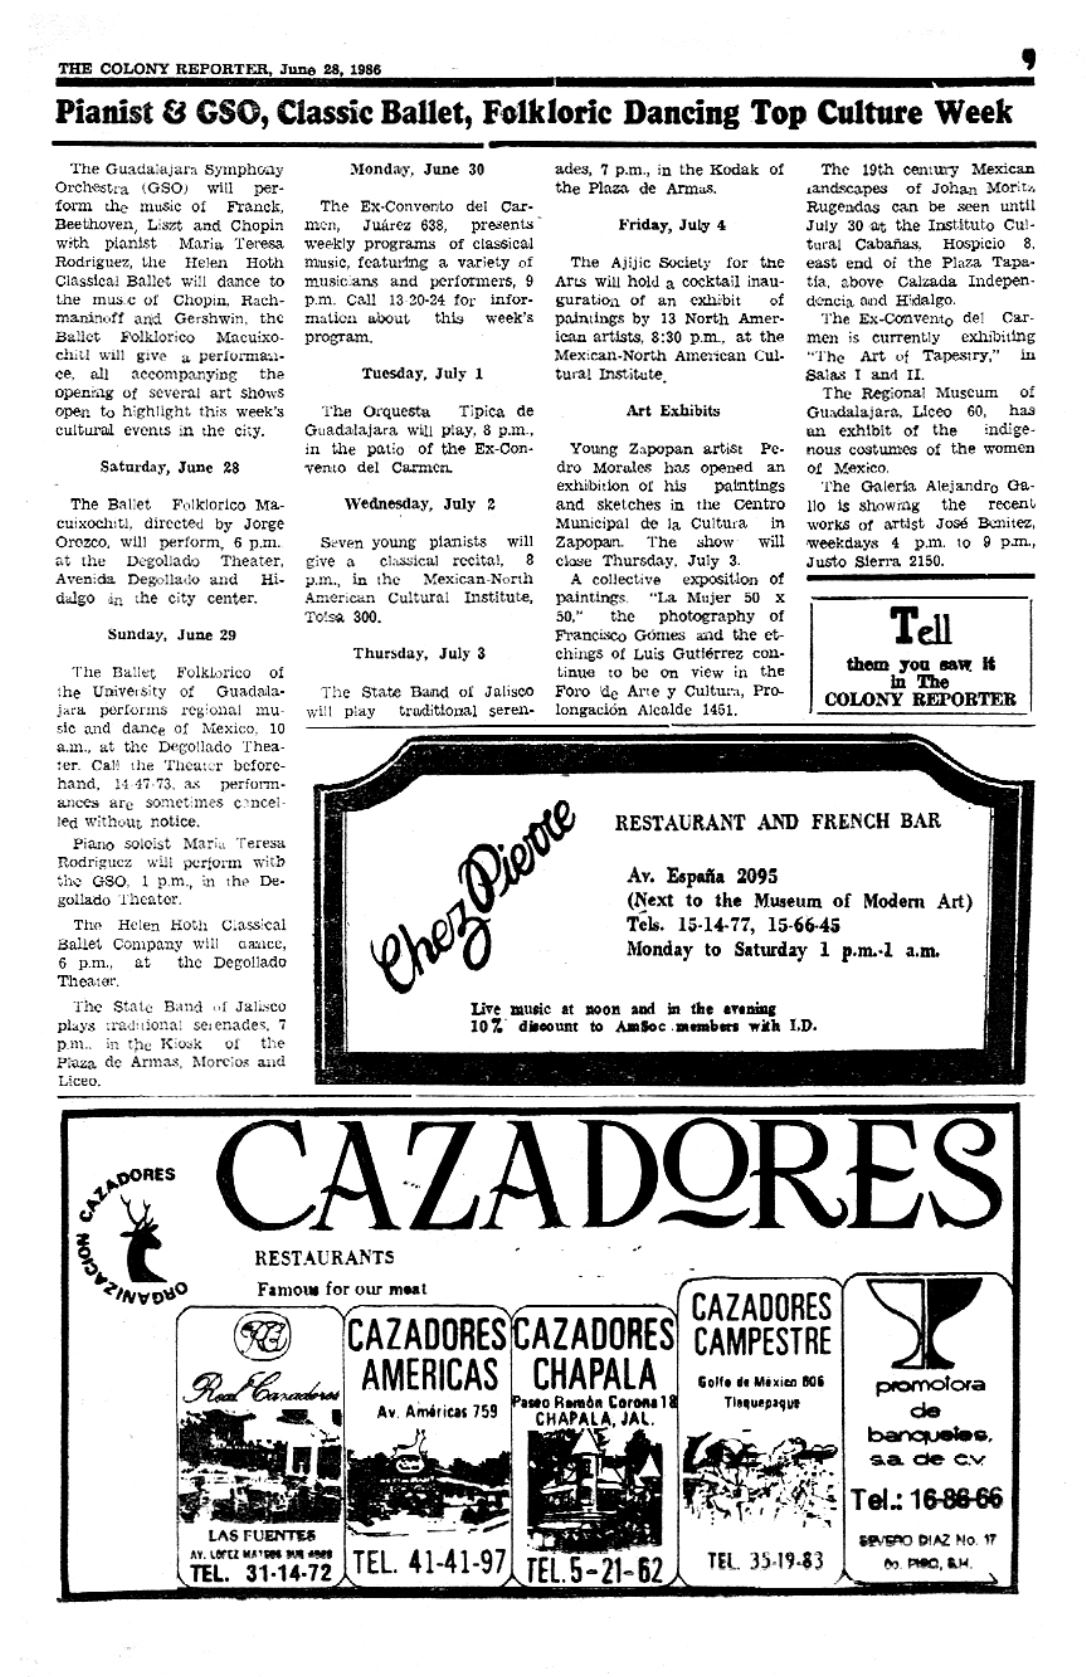 THE COLONY REPORTER, June 28, 1986
9
Pianist & GSO, Classic Ballet, Folkloric Dancing Top Culture Week
The Guadalajara Symphony
Orchestra (GSO) will per-
form the music of Franck,
Beethoven, Liszt and Chopin
with pianist Maria Teresa
Rodriguez, the Helen Hoth
Classical Ballet will dance to
the music of Chopin, Rach-
maninoff and Gershwin, the
Ballet Folklorico Macuixo-
chitl will give a performan-
ce, all accompanying the
opening of several art shows
open to highlight this week's
cultural events in the city.
Saturday, June 28
The Ballet Folklorico Ma-
cuixochitl, directed by Jorge
Orozco, will perform, 6 p.m.
at the Degollado Theater,
Avenida Degollado and Hi-
dalgo in the city center.
Sunday, June 29
The Ballet Folklorico of
the University of Guadala-
jara performs regional mu-
sic and dance of Mexico, 10
a.m., at the Degollado Thea-
ter. Call the Theater before-
hand, 14-47-73, as perform-
ances are sometimes cancel-
led without notice.
Piano soloist Maria Teresa
Rodriguez will perform with
the GSO, 1 p.m., in the De-
gollado Theater.
The Helen Hoth Classical
Ballet Company will dance,
6 p.m., at the Degollado
Theater.
The State Band of Jalisco
plays traditional serenades, 7
p.m., in the Kiosk of the
Plaza de Armas, Morelos and
Liceo.
Monday, June 30
The Ex-Convento del Car-
men, Juárez 638, presents
weekly programs of classical
music, featuring a variety of
musicians and performers, 9
p.m. Call 13-20-24 for infor-
mation about this week's
program.
Tuesday, July 1
The Orquesta Tipica de
Guadalajara will play, 8 p.m.,
in the patio of the Ex-Con-
vento del Carmen.
Wednesday, July 2
Seven young pianists will
give a classical recital, 8
p.m., in the Mexican-North
American Cultural Institute,
Tolsa 300.
Thursday, July 3
The State Band of Jalisco
will play traditional seren-
ades, 7 p.m., in the Kodak of
the Plaza de Armas.
Friday, July 4
The Ajijic Society for the
Arts will hold a cocktail inau-
guration of an exhibit of
paintings by 13 North Amer-
ican artists, 8:30 p.m., at the
Mexican-North American Cul-
tural Institute.
Art Exhibits
Young Zapopan artist Pe-
dro Morales has opened an
exhibition of his paintings
and sketches in the Centro
Municipal de la Cultura in
Zapopan. The show will
close Thursday, July 3.
A collective exposition of
paintings, "La Mujer 50 x
50," the photography of
Francisco Gómes and the et-
chings of Luis Gutiérrez con-
tinue to be on view in the
Foro de Arte y Cultura, Pro-
longación Alcalde 1451.
The 19th century Mexican
landscapes of Johan Moritz
Rugendas can be seen until
July 30 at the Instituto Cul-
tural Cabañas, Hospicio 8,
east end of the Plaza Tapa-
tía, above Calzada Indepen-
dencia and Hidalgo.
The Ex-Convento del Car-
men is currently exhibiting
"The Art of Tapestry," in
Salas I and II.
The Regional Museum of
Guadalajara, Liceo 60, has
an exhibit of the indige-
nous costumes of the women
of Mexico.
The Galería Alejandro Ga-
llo is showing the recent
works of artist José Benitez,
weekdays 4 p.m. to 9 p.m.,
Justo Sierra 2150.
Tell
them you saw it
in The
COLONY REPORTER
Chez Pierre
RESTAURANT AND FRENCH BAR
Av. España 2095
(Next to the Museum of Modern Art)
Tels. 15-14-77, 15-66-45
Monday to Saturday 1 p.m.-1 a.m.
Live music at noon and in the evening
10% discount to AmSoc members with I.D.
CAZADORES
ORGANIZACION CAZADORES
RESTAURANTS
Famous for our meat
Real Cazadores
LAS FUENTES
AV. LOPEZ MATEOS SUR
TEL. 31-14-72
CAZADORES
AMERICAS
Av. Américas 759
TEL. 41-41-97
CAZADORES
CHAPALA
Paseo Ramón Corona 18
CHAPALA, JAL.
TEL. 5-21-62
CAZADORES
CAMPESTRE
Golfo de México 606
Tlaquepaque
TEL. 35-19-83
promotora
de
banquetes,
s.a. de c.v.
Tel.: 16-86-66
SEVERO DIAZ No. 17